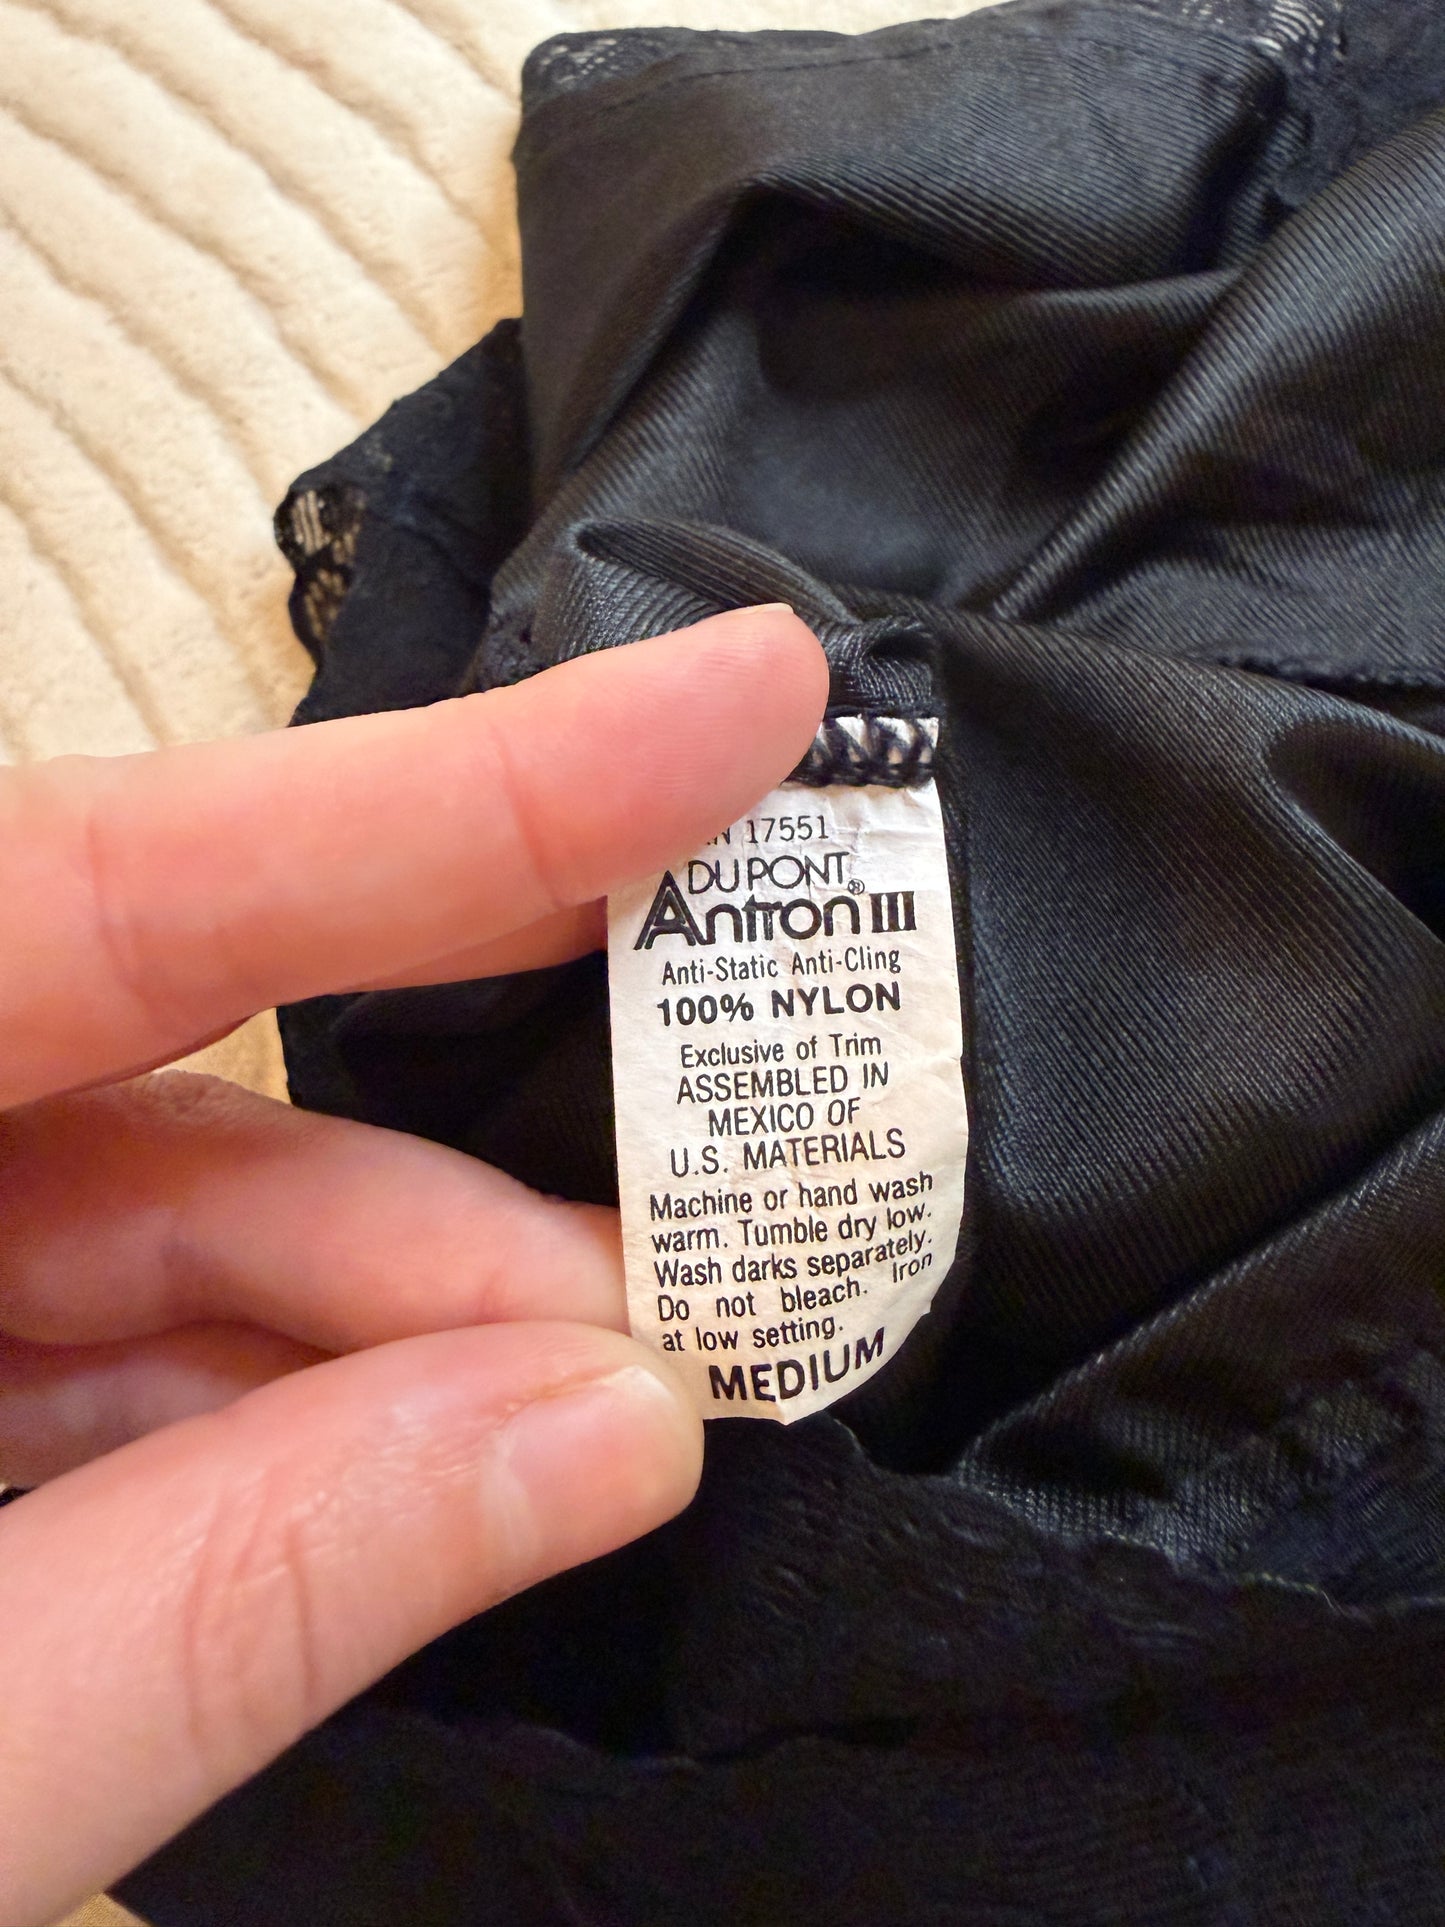 17551
DU PONT
Antron® III
Anti-Static Anti-Cling
100% NYLON
Exclusive of Trim
ASSEMBLED IN
MEXICO OF
U.S. MATERIALS
Machine or hand wash
warm. Tumble dry low.
Wash darks separately.
Do not bleach. Iron
at low setting.
MEDIUM